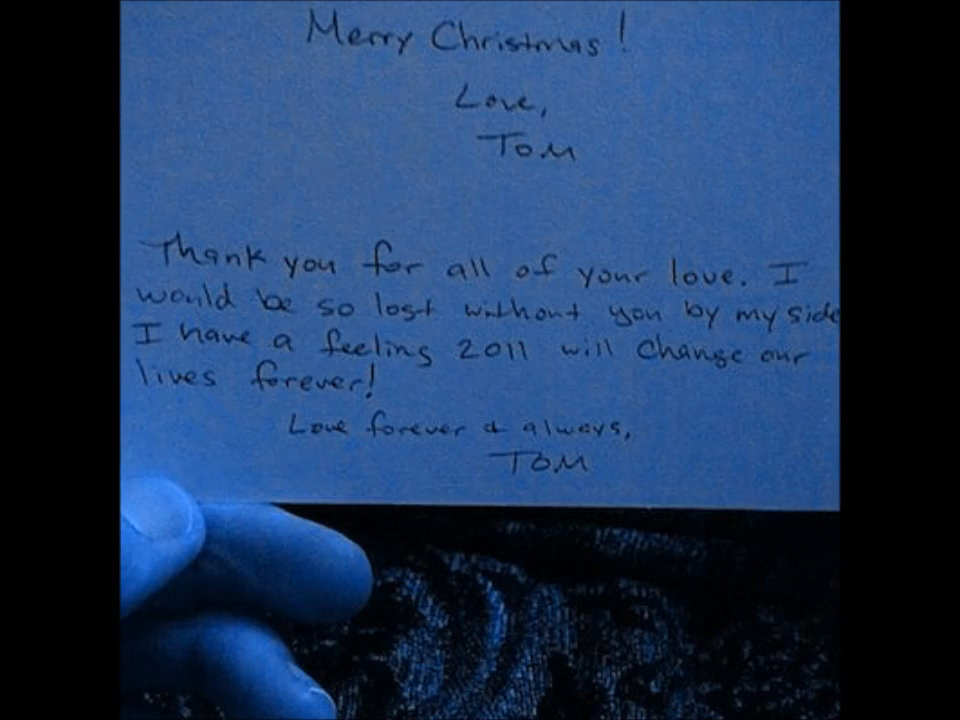 Merry Christmas!
Love,
Tom
Thank you for all of your love. I
would be so lost without you by my side
I have a feeling 2011 will change our
lives forever!
Love forever & always,
Tom